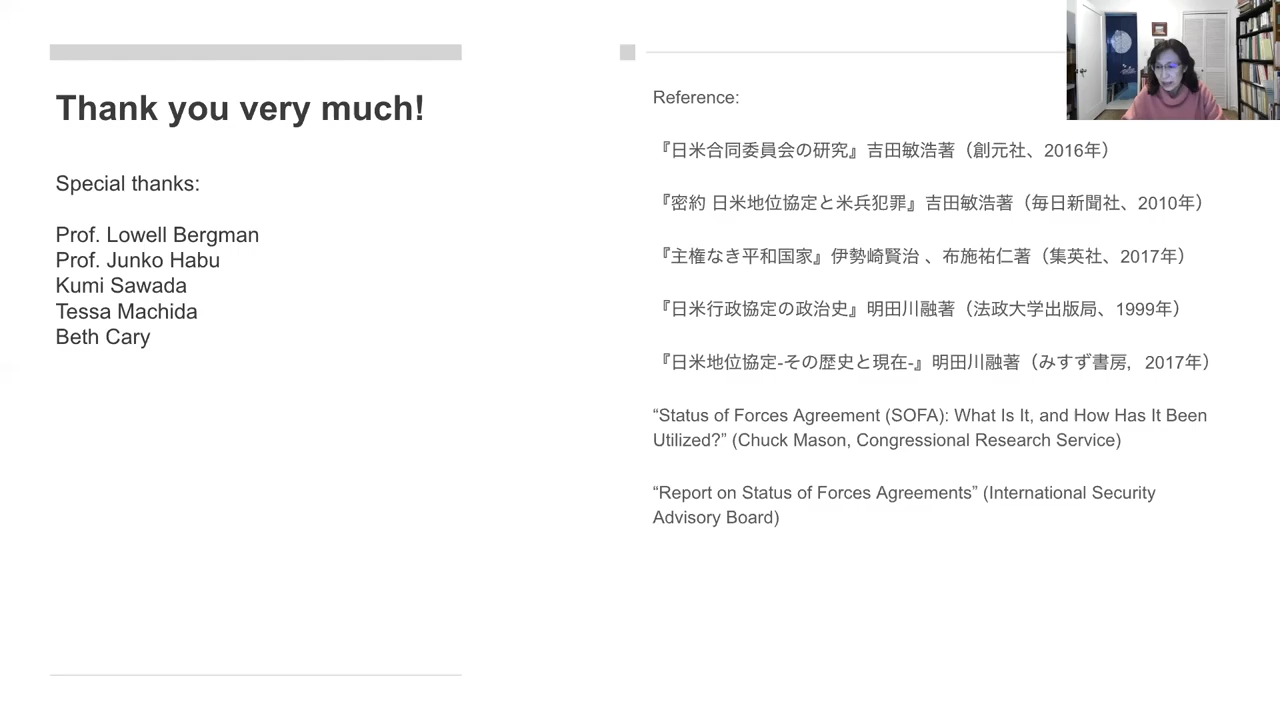 Thank you very much!
Special thanks:
Prof. Lowell Bergman
Prof. Junko Habu
Kumi Sawada
Tessa Machida
Beth Cary
Reference:
『日米合同委員会の研究』吉田敏浩著（創元社、2016年）
『密約 日米地位協定と米兵犯罪』吉田敏浩著（毎日新聞社、2010年）
『主権なき平和国家』伊勢崎賢治 、布施祐仁著（集英社、2017年）
『日米行政協定の政治史』明田川融著（法政大学出版局、1999年）
『日米地位協定-その歴史と現在-』明田川融著（みすず書房，2017年）
“Status of Forces Agreement (SOFA): What Is It, and How Has It Been
Utilized?” (Chuck Mason, Congressional Research Service)
“Report on Status of Forces Agreements” (International Security
Advisory Board)